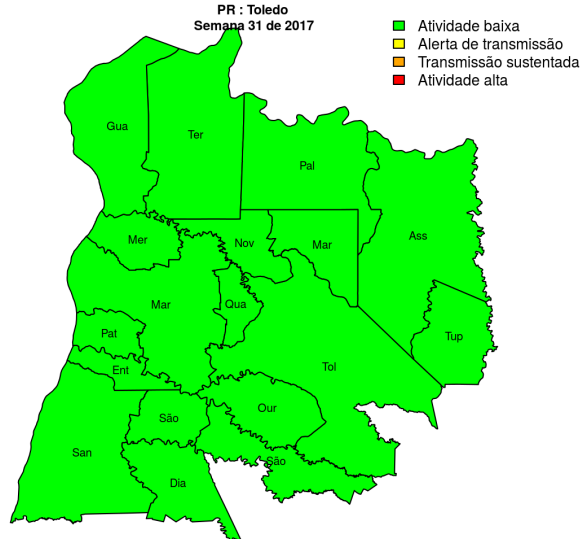 PR : Toledo
Semana 31 de 2017
Atividade baixa
Alerta de transmissão
Transmissão sustentada
Atividade alta
Gua
Ter
Pal
Mer
Nov
Mar
Ass
Mar
Qua
Pat
Tup
Ent
Tol
São
Our
San
São
Dia